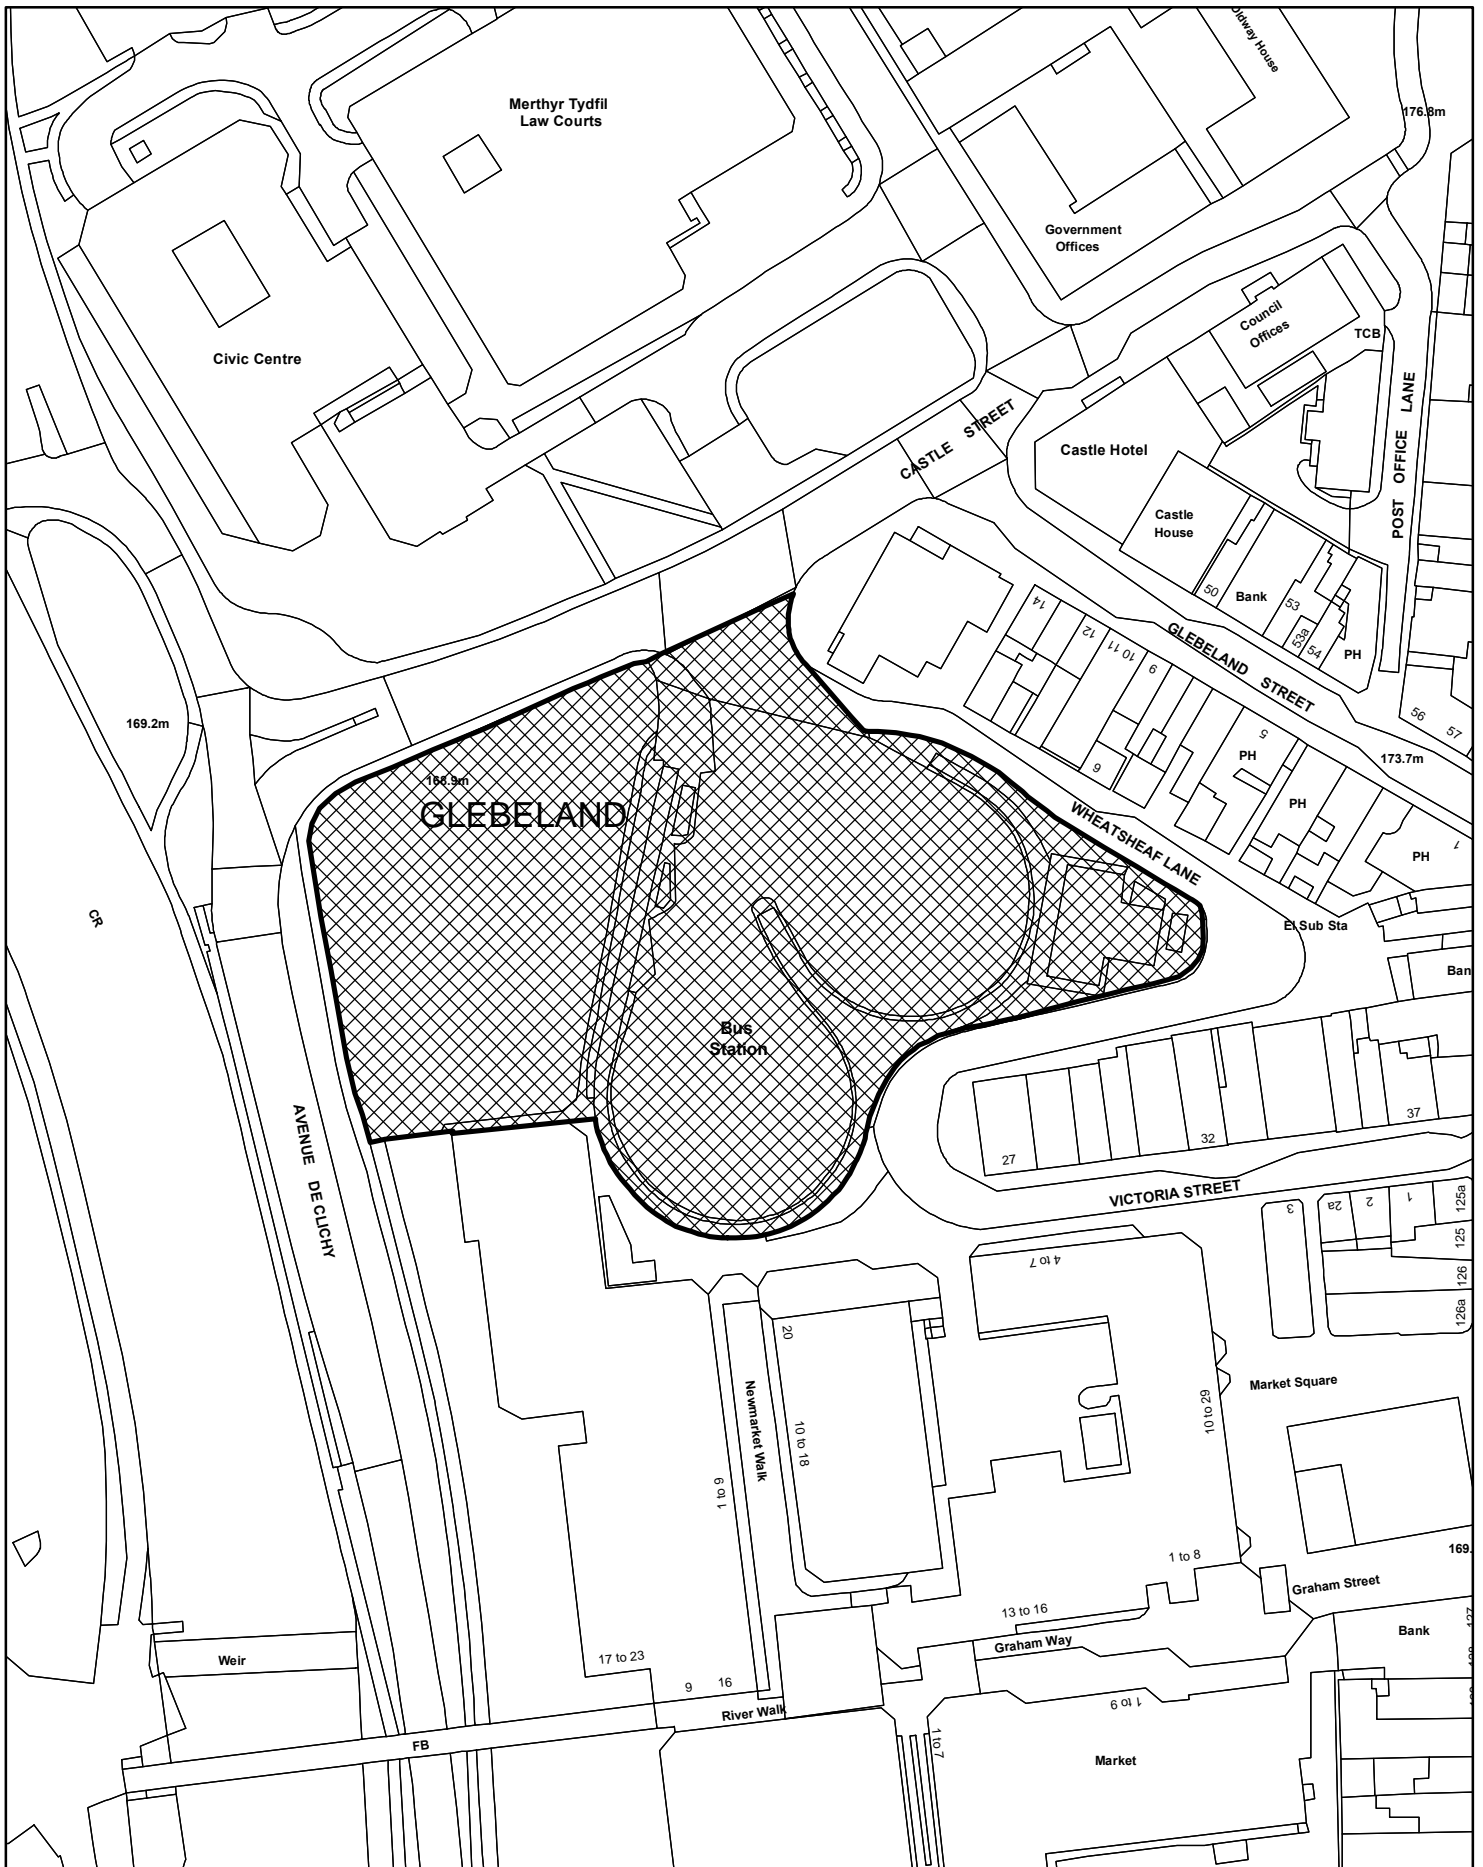 Oldway House
Merthyr Tydfil
Law Courts
176.8m
Government
Offices
Council
Offices
TCB
Civic Centre
POST OFFICE LANE
CASTLE STREET
Castle Hotel
Castle
House
50
Bank
53
53a
54
PH
14
12
10 11
9
GLEBELAND STREET
56
57
169.2m
5
PH
173.7m
6
168.9m
GLEBELAND
PH
WHEATSHEAF LANE
1
PH
CR
El Sub Sta
Ban
Bus
Station
37
32
27
AVENUE DE CLICHY
VICTORIA STREET
3
2a
2
1
125a
125
126
126a
4 to 7
20
Market Square
Newmarket Walk
10 to 18
10 to 29
1 to 9
1 to 8
169.
Graham Street
13 to 16
Graham Way
127
Bank
128
Weir
17 to 23
9
16
River Walk
1 to 9
FB
1 to 7
Market